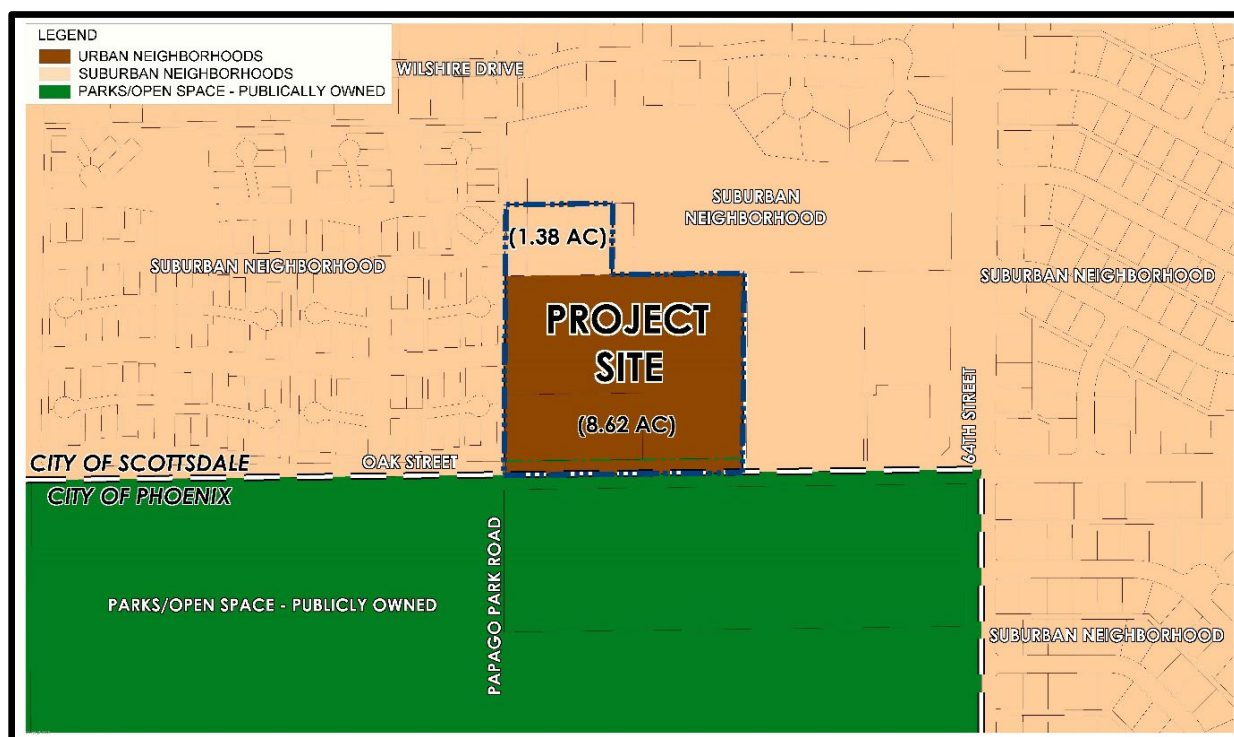 LEGEND
URBAN NEIGHBORHOODS
SUBURBAN NEIGHBORHOODS
PARKS/OPEN SPACE - PUBLICALLY OWNED
WILSHIRE DRIVE
SUBURBAN
NEIGHBORHOOD
(1.38 AC)
SUBURBAN NEIGHBORHOOD
SUBURBAN NEIGHBORHOOD
PROJECT
SITE
(8.62 AC)
64TH STREET
OAK STREET
CITY OF SCOTTSDALE
CITY OF PHOENIX
PAPAGO PARK ROAD
PARKS/OPEN SPACE - PUBLICLY OWNED
SUBURBAN NEIGHBORHOOD